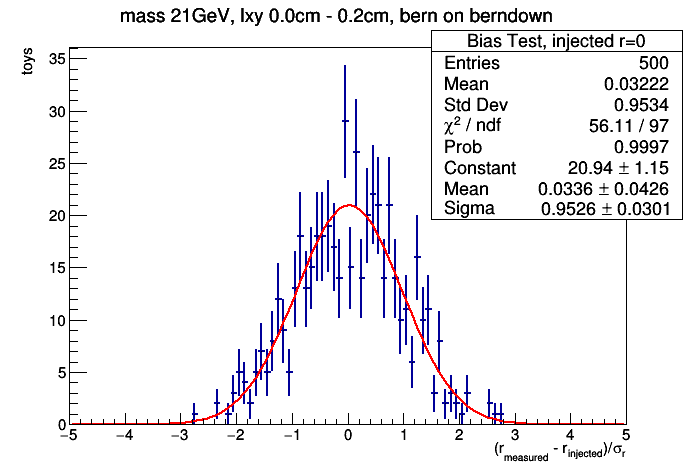 mass 21GeV, lxy 0.0cm - 0.2cm, bern on berndown
toys
Bias Test, injected r=0
Entries 500
Mean 0.03222
Std Dev 0.9534
χ² / ndf 56.11 / 97
Prob 0.9997
Constant 20.94 ± 1.15
Mean 0.0336 ± 0.0426
Sigma 0.9526 ± 0.0301
35
30
25
20
15
10
5
0
−5 −4 −3 −2 −1 0 1 2 3 4 5
(r_measured - r_injected)/σ_r